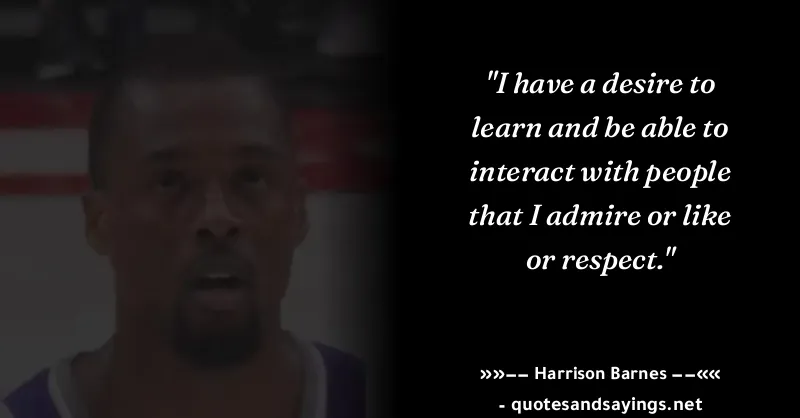 "I have a desire to
learn and be able to
interact with people
that I admire or like
or respect."
»»–– Harrison Barnes ––««
- quotesandsayings.net